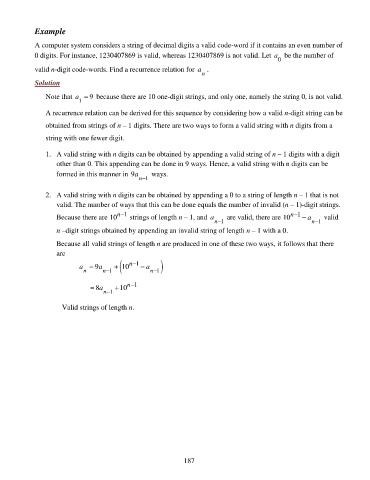 Example
A computer system considers a string of decimal digits a valid code-word if it contains an even number of
0 digits. For instance, 1230407869 is valid, whereas 1230407869 is not valid. Let a_0 be the number of
valid n-digit code-words. Find a recurrence relation for a_n .
Solution
Note that a_1 = 9 because there are 10 one-digit strings, and only one, namely the string 0, is not valid.
A recurrence relation can be derived for this sequence by considering how a valid n-digit string can be
obtained from strings of n – 1 digits. There are two ways to form a valid string with n digits from a
string with one fewer digit.
1. A valid string with n digits can be obtained by appending a valid string of n – 1 digits with a digit
other than 0. This appending can be done in 9 ways. Hence, a valid string with n digits can be
formed in this manner in 9a_{n–1} ways.
2. A valid string with n digits can be obtained by appending a 0 to a string of length n – 1 that is not
valid. The number of ways that this can be done equals the number of invalid (n – 1)-digit strings.
Because there are 10^{n–1} strings of length n – 1, and a_{n–1} are valid, there are 10^{n–1} – a_{n–1} valid
n –digit strings obtained by appending an invalid string of length n – 1 with a 0.
Because all valid strings of length n are produced in one of these two ways, it follows that there
are
a_n = 9a_{n–1} + (10^{n–1} – a_{n–1})
= 8a_{n–1} + 10^{n–1}
Valid strings of length n.
187